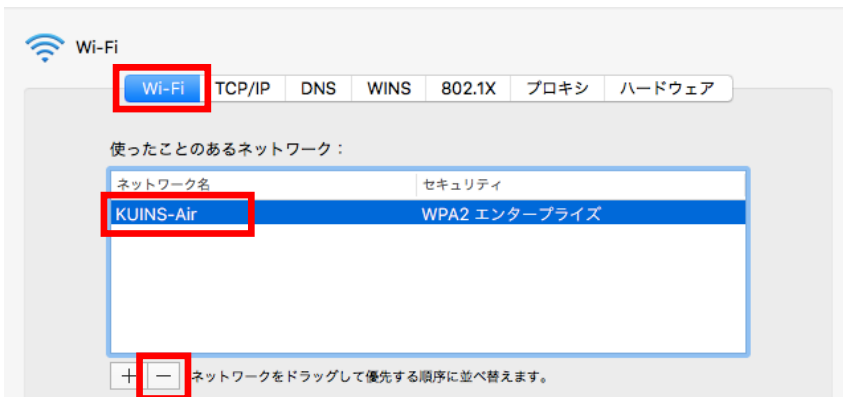 Wi-Fi
Wi-Fi TCP/IP DNS WINS 802.1X プロキシ ハードウェア
使ったことのあるネットワーク：
ネットワーク名 セキュリティ
KUINS-Air WPA2 エンタープライズ
+ − ネットワークをドラッグして優先する順序に並べ替えます。